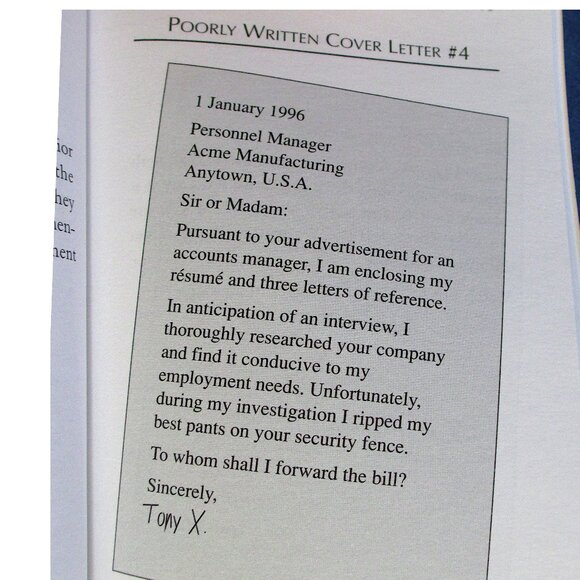 POORLY WRITTEN COVER LETTER #4
1 January 1996
Personnel Manager
Acme Manufacturing
Anytown, U.S.A.
Sir or Madam:
Pursuant to your advertisement for an
accounts manager, I am enclosing my
résumé and three letters of reference.
In anticipation of an interview, I
thoroughly researched your company
and find it conducive to my
employment needs. Unfortunately,
during my investigation I ripped my
best pants on your security fence.
To whom shall I forward the bill?
Sincerely,
Tony X.
the